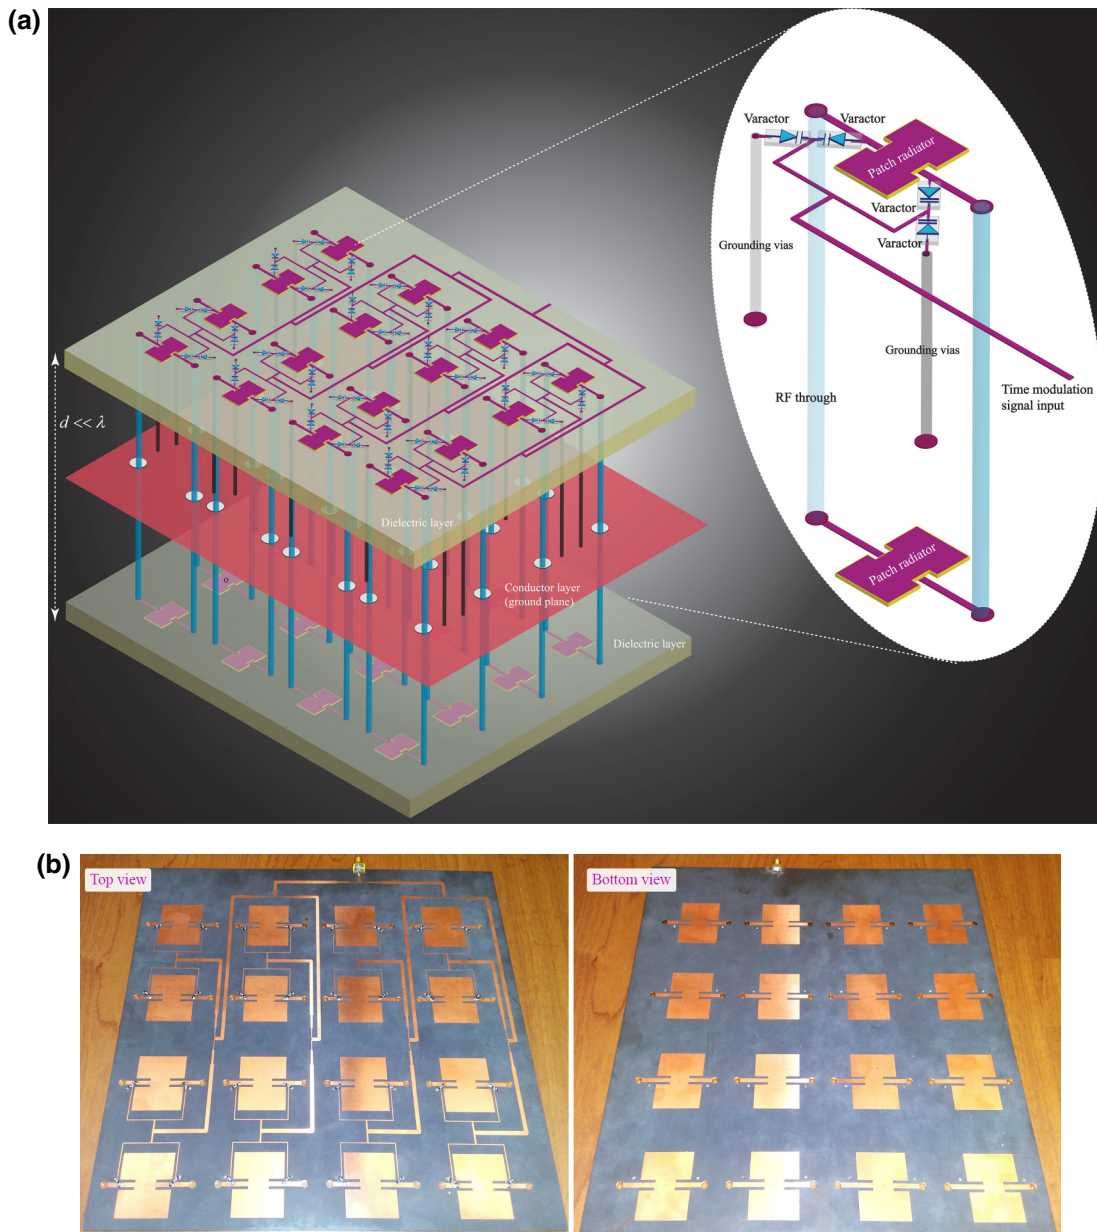 (a)
Varactor
Varactor
Patch radiator
Varactor
Varactor
Grounding vias
Grounding vias
RF through
Time modulation
signal input
Patch radiator
d << λ
Dielectric layer
o
Conductor layer
(ground plane)
Dielectric layer
(b)
Top view
Bottom view